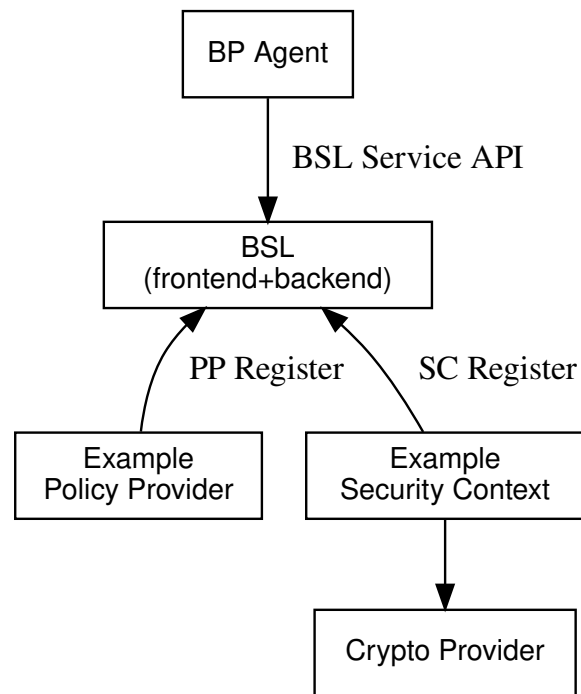 BP Agent
BSL Service API
BSL
(frontend+backend)
PP Register
SC Register
Example
Policy Provider
Example
Security Context
Crypto Provider